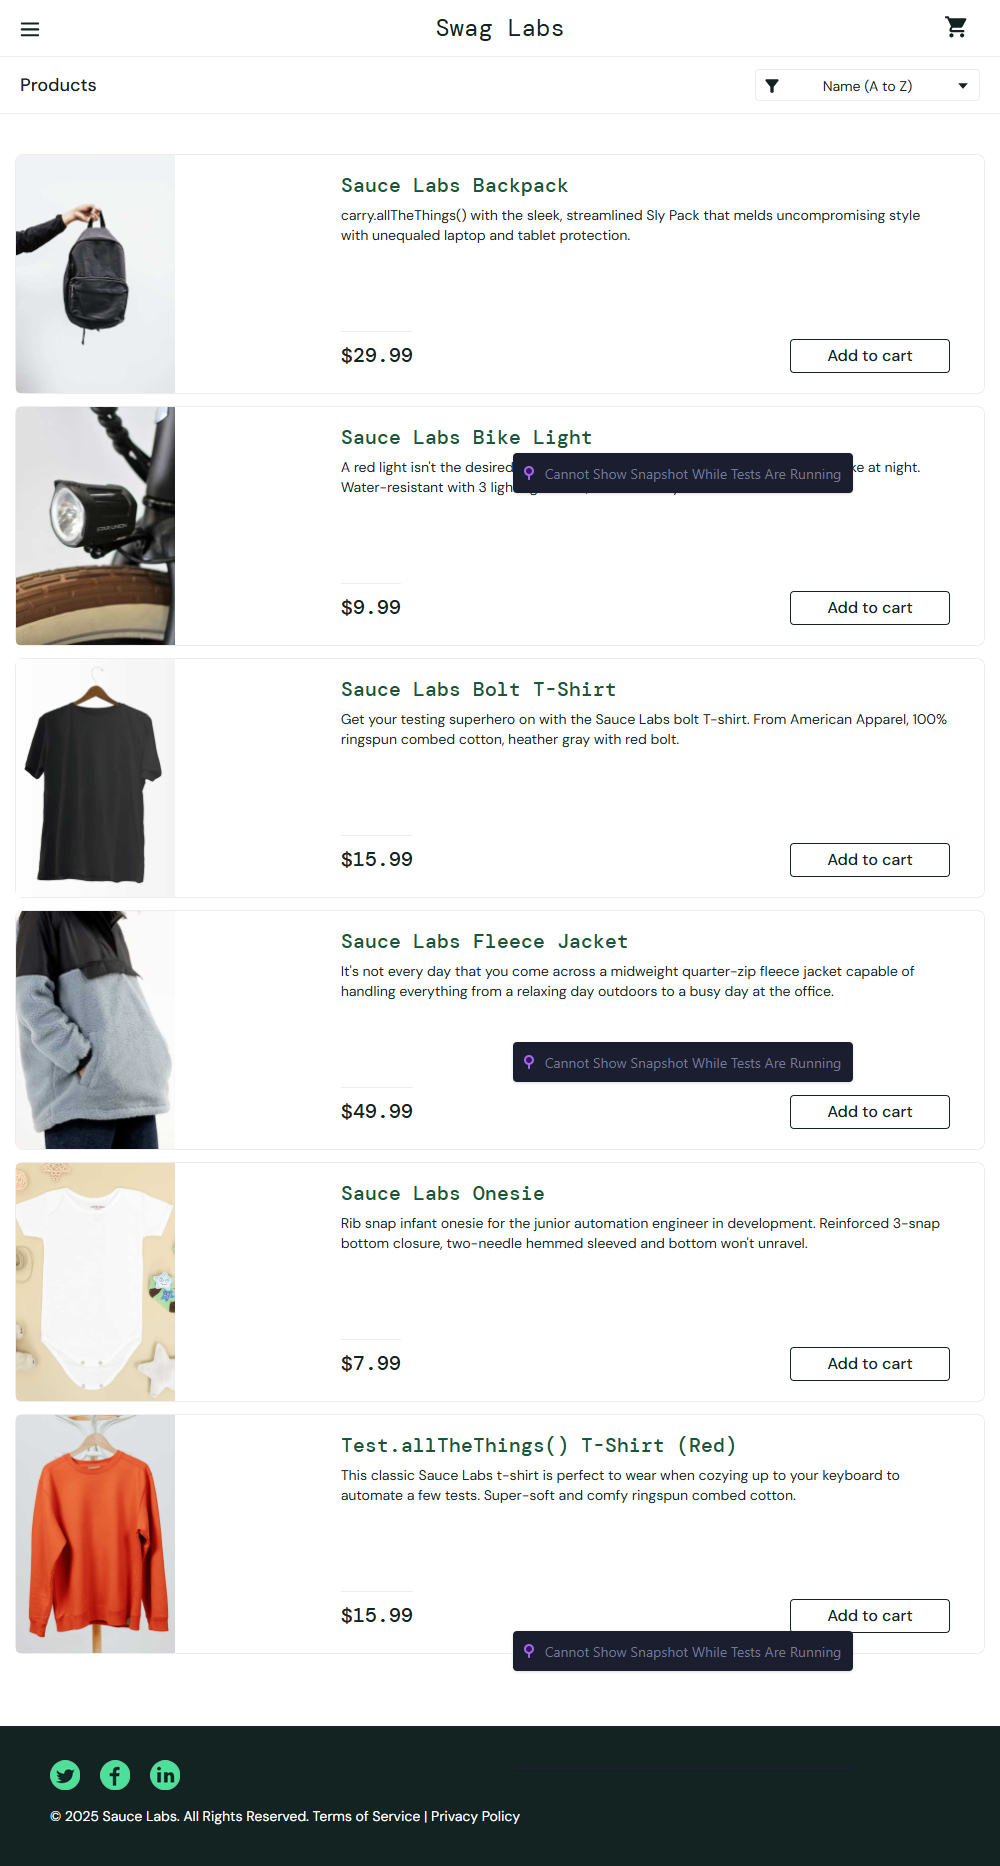 Swag Labs
Products
Name (A to Z)
Sauce Labs Backpack
carry.allTheThings() with the sleek, streamlined Sly Pack that melds uncompromising style
with unequaled laptop and tablet protection.
$29.99
Add to cart
Sauce Labs Bike Light
A red light isn't the desired at night.
Cannot Show Snapshot While Tests Are Running
Water-resistant with 3
$9.99
Add to cart
Sauce Labs Bolt T-Shirt
Get your testing superhero on with the Sauce Labs bolt T-shirt. From American Apparel, 100%
ringspun combed cotton, heather gray with red bolt.
$15.99
Add to cart
Sauce Labs Fleece Jacket
It's not every day that you come across a midweight quarter-zip fleece jacket capable of
handling everything from a relaxing day outdoors to a busy day at the office.
Cannot Show Snapshot While Tests Are Running
$49.99
Add to cart
Sauce Labs Onesie
Rib snap infant onesie for the junior automation engineer in development. Reinforced 3-snap
bottom closure, two-needle hemmed sleeved and bottom won't unravel.
$7.99
Add to cart
Test.allTheThings() T-Shirt (Red)
This classic Sauce Labs t-shirt is perfect to wear when cozying up to your keyboard to
automate a few tests. Super-soft and comfy ringspun combed cotton.
$15.99
Add to cart
Cannot Show Snapshot While Tests Are Running
© 2025 Sauce Labs. All Rights Reserved. Terms of Service | Privacy Policy